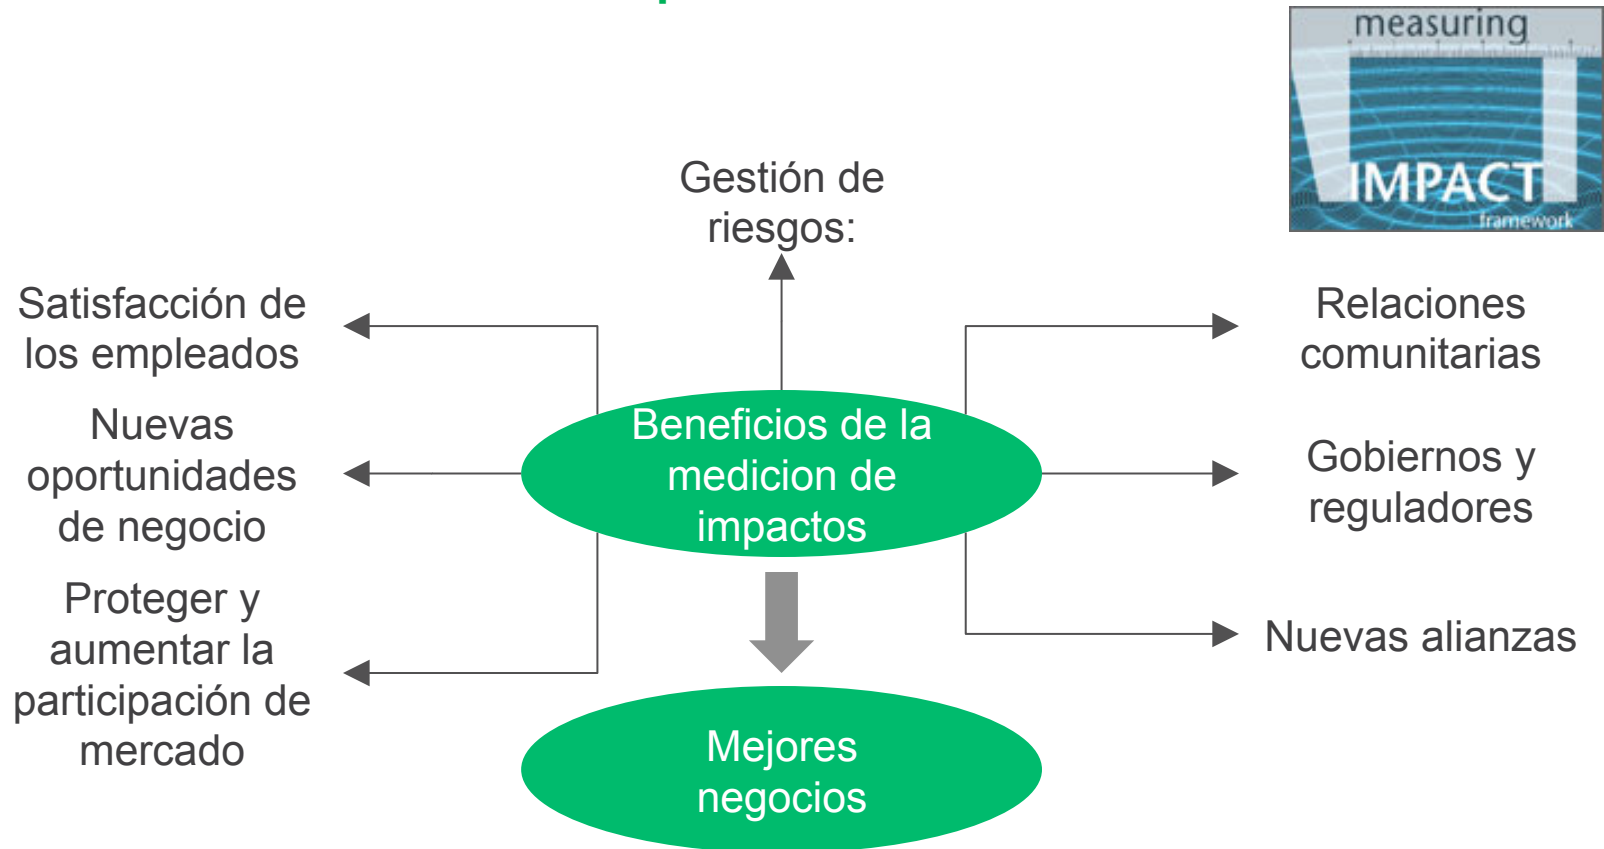 measuring
IMPACT
framework
Gestión de
riesgos:
Satisfacción de
los empleados
Nuevas
oportunidades
de negocio
Proteger y
aumentar la
participación de
mercado
Beneficios de la
medicion de
impactos
Mejores
negocios
Relaciones
comunitarias
Gobiernos y
reguladores
Nuevas alianzas